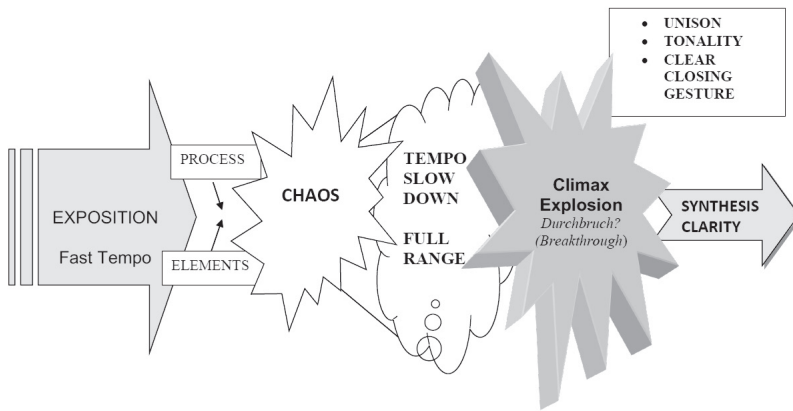 EXPOSITION
Fast Tempo
PROCESS
ELEMENTS
CHAOS
TEMPO
SLOW
DOWN
FULL
RANGE
Climax
Explosion
Durchbruch?
(Breakthrough)
• UNISON
• TONALITY
• CLEAR
CLOSING
GESTURE
SYNTHESIS
CLARITY